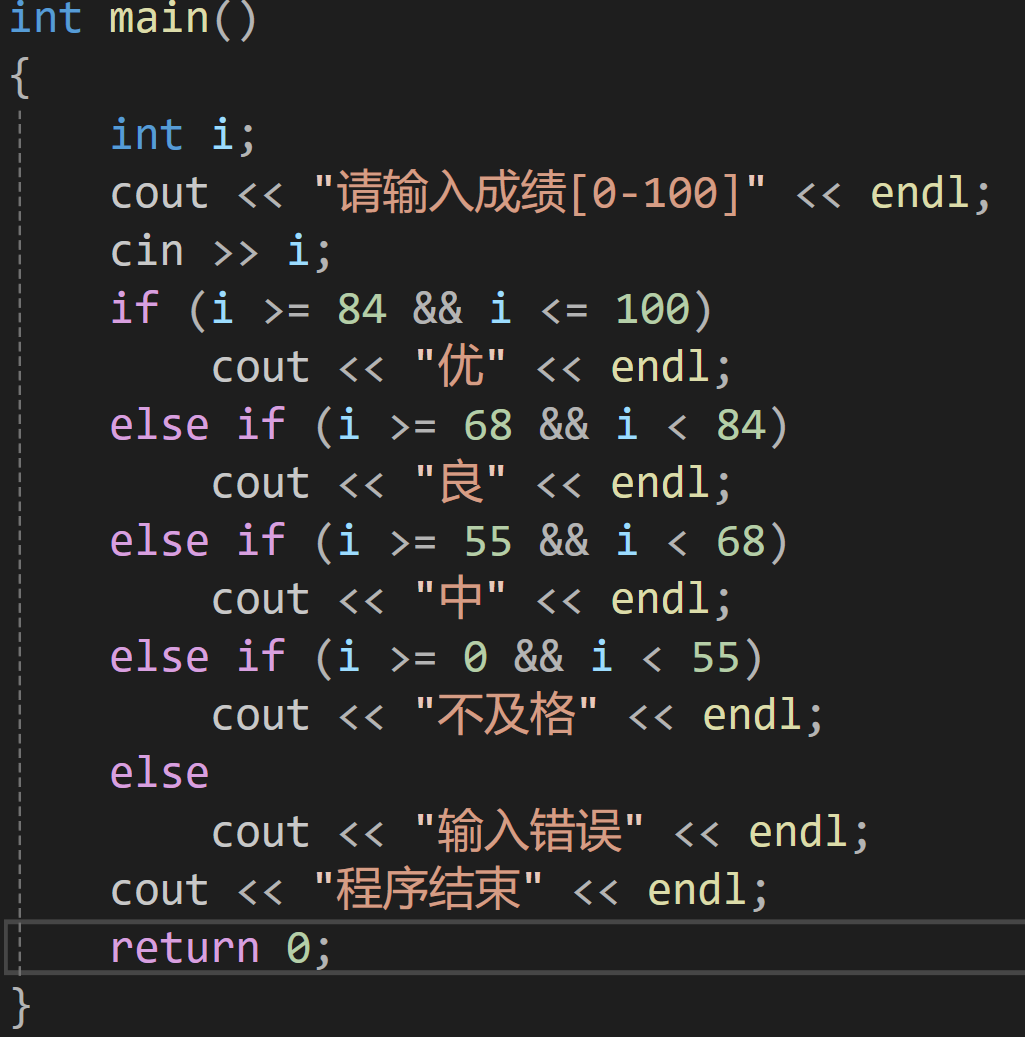 int main()
{
    int i;
    cout << "请输入成绩[0-100]" << endl;
    cin >> i;
    if (i >= 84 && i <= 100)
        cout << "优" << endl;
    else if (i >= 68 && i < 84)
        cout << "良" << endl;
    else if (i >= 55 && i < 68)
        cout << "中" << endl;
    else if (i >= 0 && i < 55)
        cout << "不及格" << endl;
    else
        cout << "输入错误" << endl;
    cout << "程序结束" << endl;
    return 0;
}